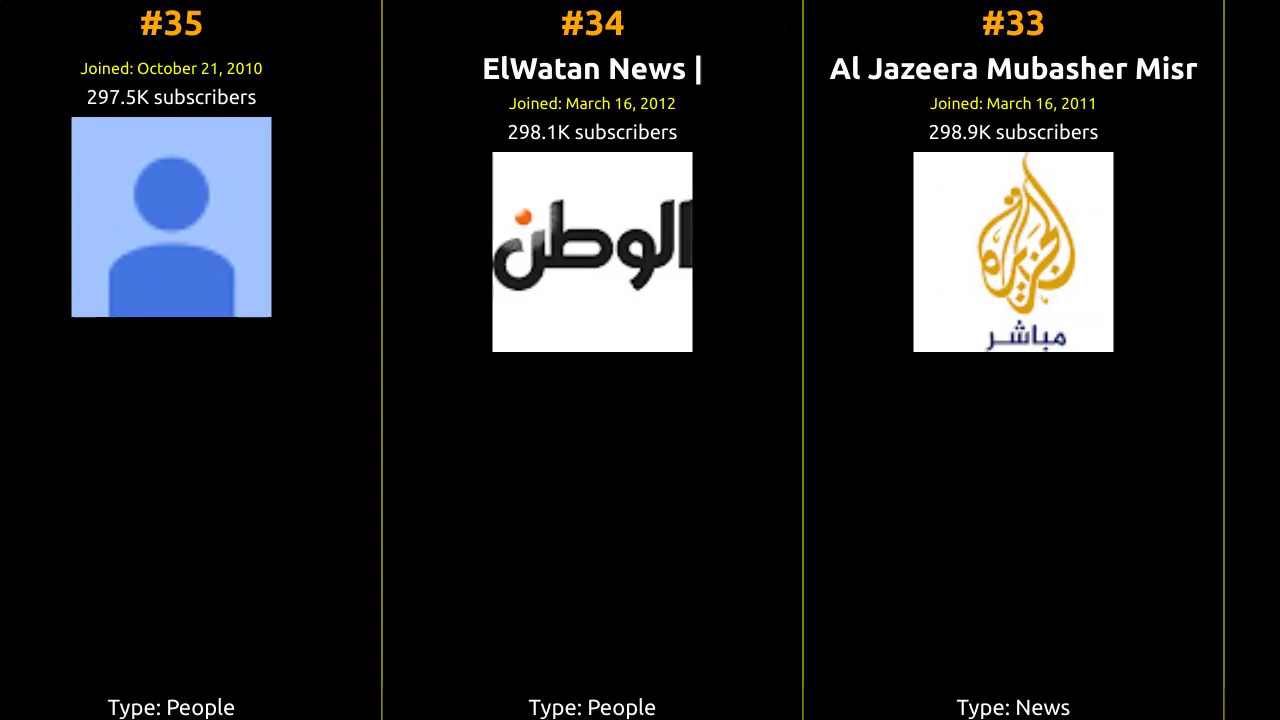 #35
Joined: October 21, 2010
297.5K subscribers
Type: People
#34
ElWatan News |
Joined: March 16, 2012
298.1K subscribers
الوطن
Type: People
#33
Al Jazeera Mubasher Misr
Joined: March 16, 2011
298.9K subscribers
الجزيرة
مباشر
Type: News